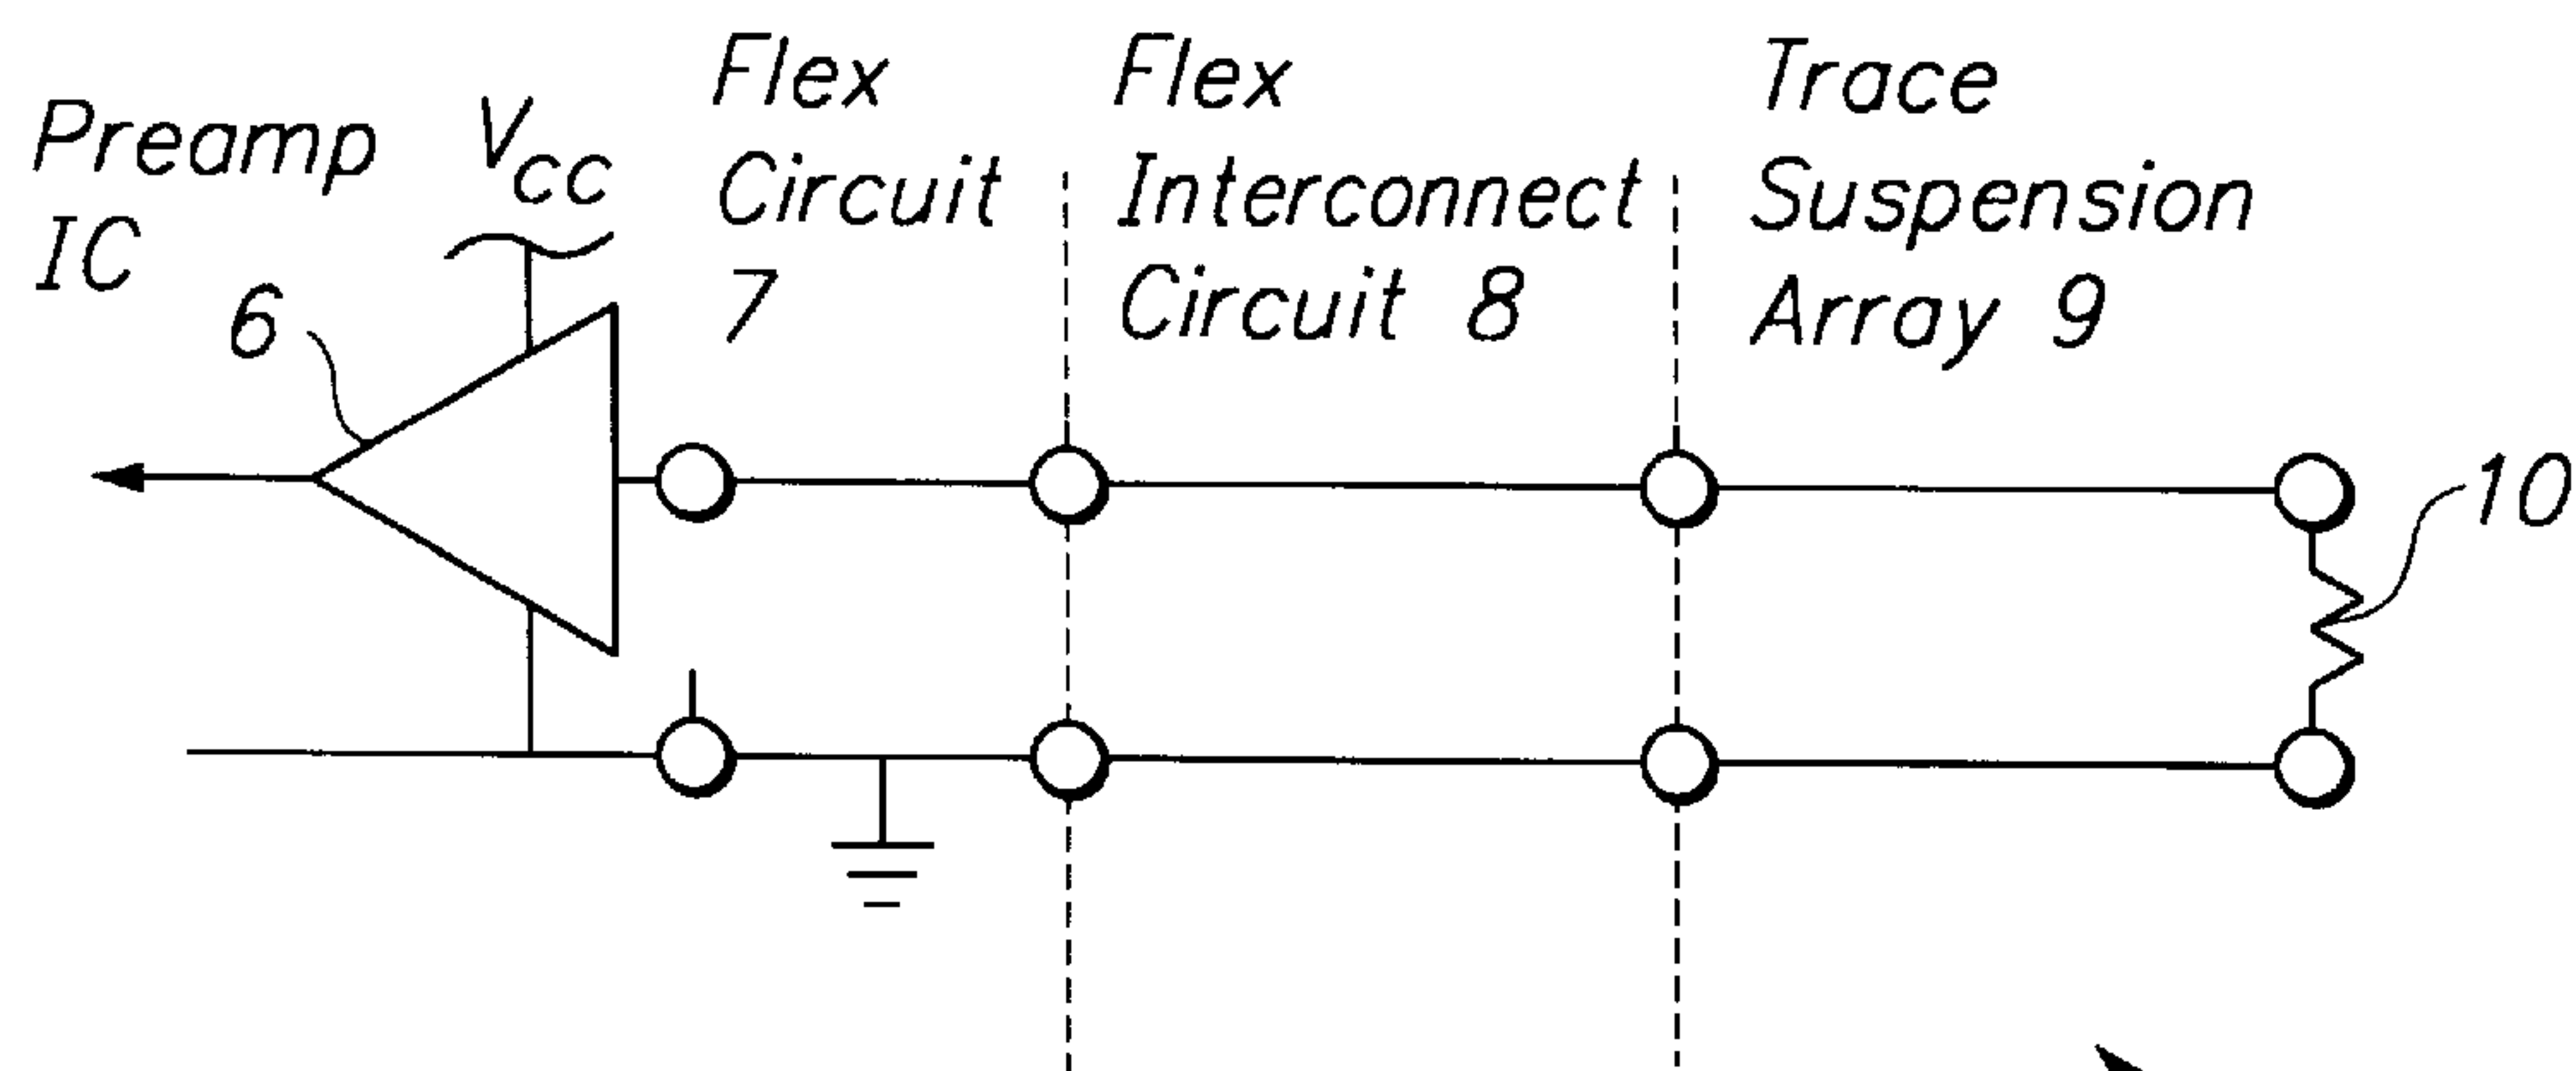 Preamp
IC
6
Vcc
Flex
Circuit
7
Flex
Interconnect
Circuit 8
Trace
Suspension
Array 9
10